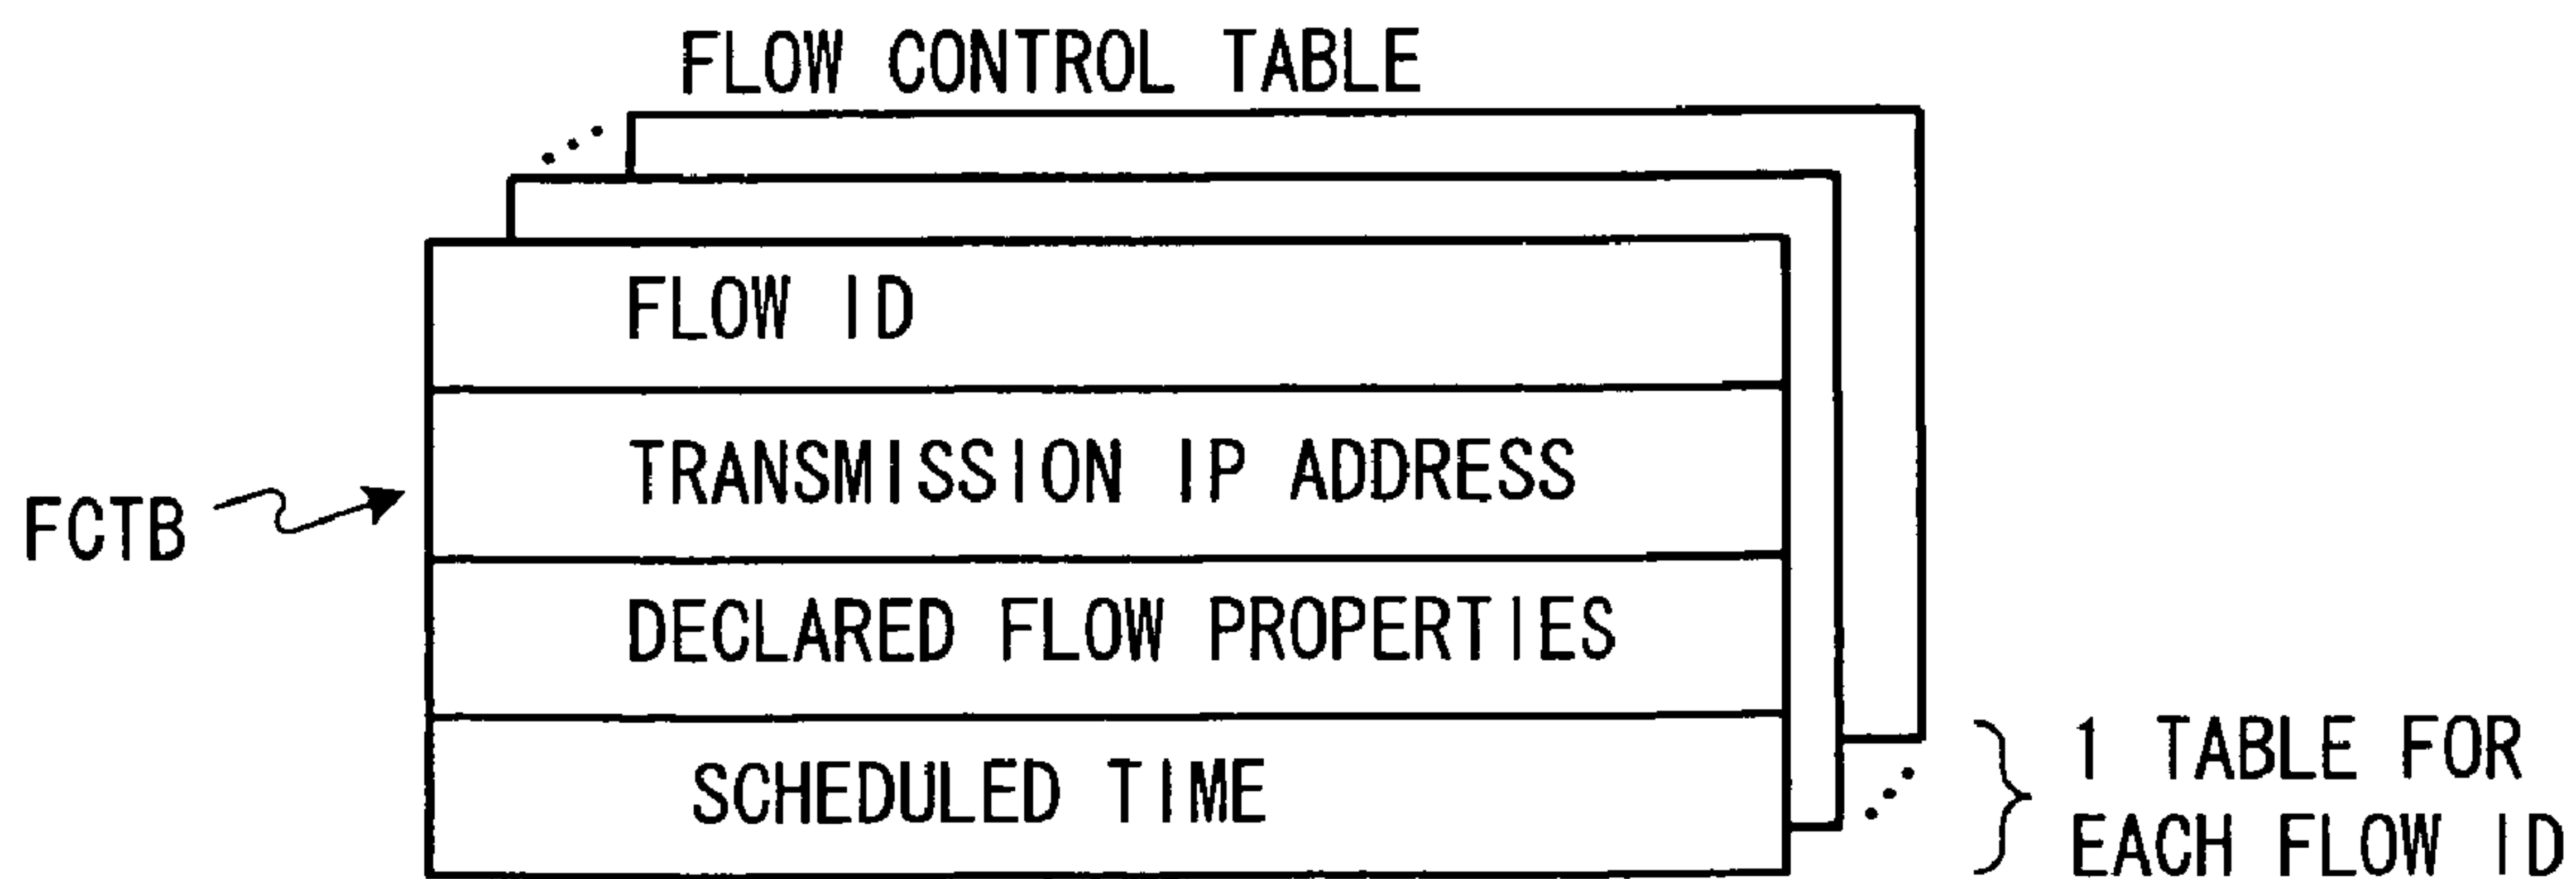 FLOW CONTROL TABLE
FLOW ID
TRANSMISSION IP ADDRESS
FCTB
DECLARED FLOW PROPERTIES
SCHEDULED TIME
1 TABLE FOR
EACH FLOW ID